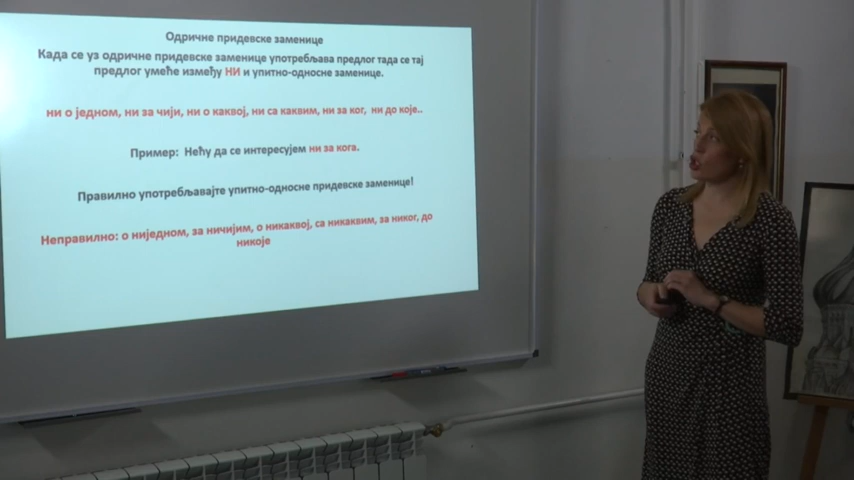 Одричне придевске заменице
Када се уз одричне придевске заменице употребљава предлог тада се тај
предлог умеће између НИ и упитно-односне заменице.
ни о једном, ни за чији, ни о каквој, ни са каквим, ни за ког, ни до које..
Пример: Нећу да се интересујем ни за кога.
Правилно употребљавајте упитно-односне придевске заменице!
Неправилно: о ниједном, за ничијим, о никаквој, са никаквим, за никог, до
никоје